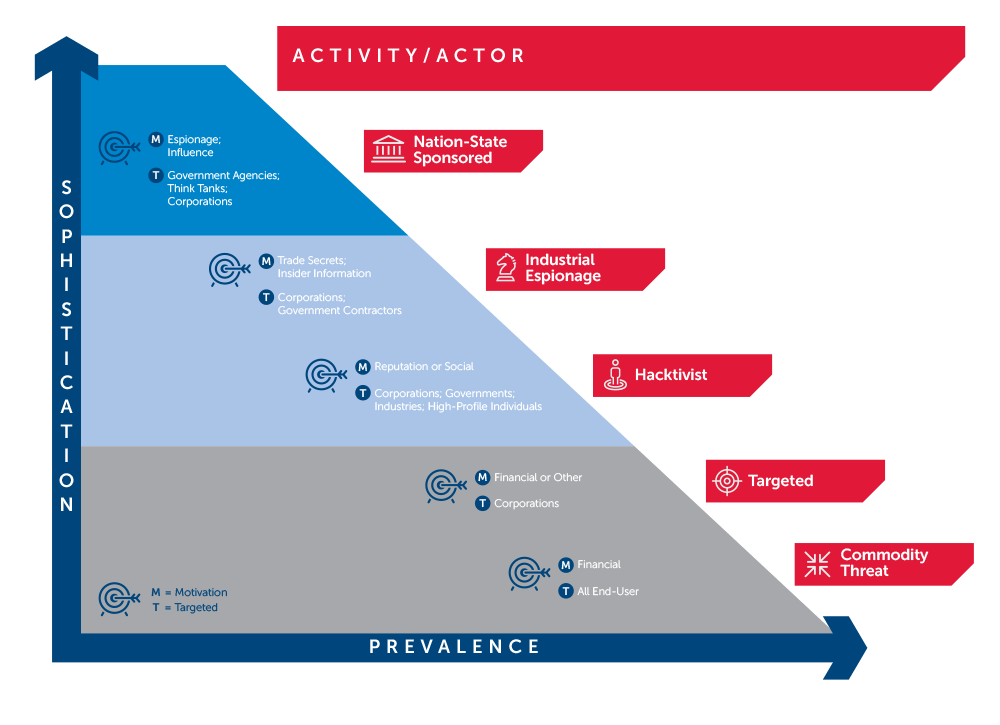 ACTIVITY/ACTOR
M Espionage;
Influence
T Government Agencies;
Think Tanks;
Corporations
Nation-State
Sponsored
M Trade Secrets;
Insider Information
T Corporations;
Government Contractors
Industrial
Espionage
M Reputation or Social
T Corporations; Governments;
Industries; High-Profile Individuals
Hacktivist
M Financial or Other
T Corporations
Targeted
M Financial
T All End-User
Commodity
Threat
M = Motivation
T = Targeted
SOPHISTICATION
PREVALENCE